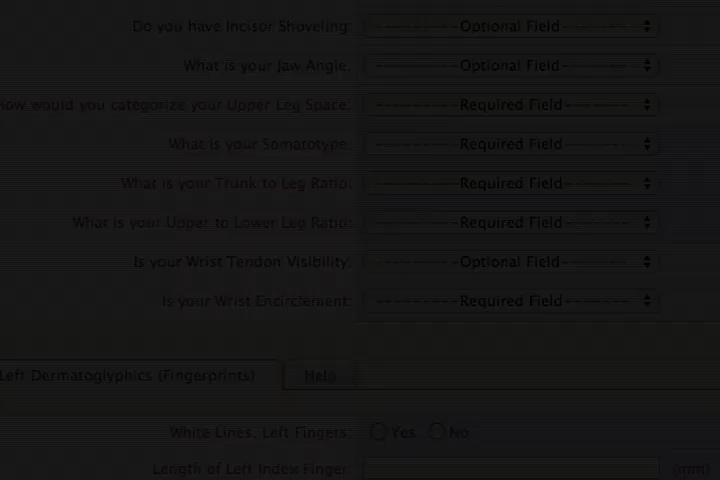 Do you have Incisor Shoveling: ----------Optional Field----------
What is your Jaw Angle: ----------Optional Field----------
How would you categorize your Upper Leg Space: ----------Required Field----------
What is your Somatotype: ----------Required Field----------
What is your Trunk to Leg Ratio: ----------Required Field----------
What is your Upper to Lower Leg Ratio: ----------Required Field----------
Is your Wrist Tendon Visibility: ----------Optional Field----------
Is your Wrist Encirclement: ----------Required Field----------
Left Dermatoglyphics (Fingerprints) Help
White Lines, Left Fingers: Yes No
Length of Left Index Finger: (mm)